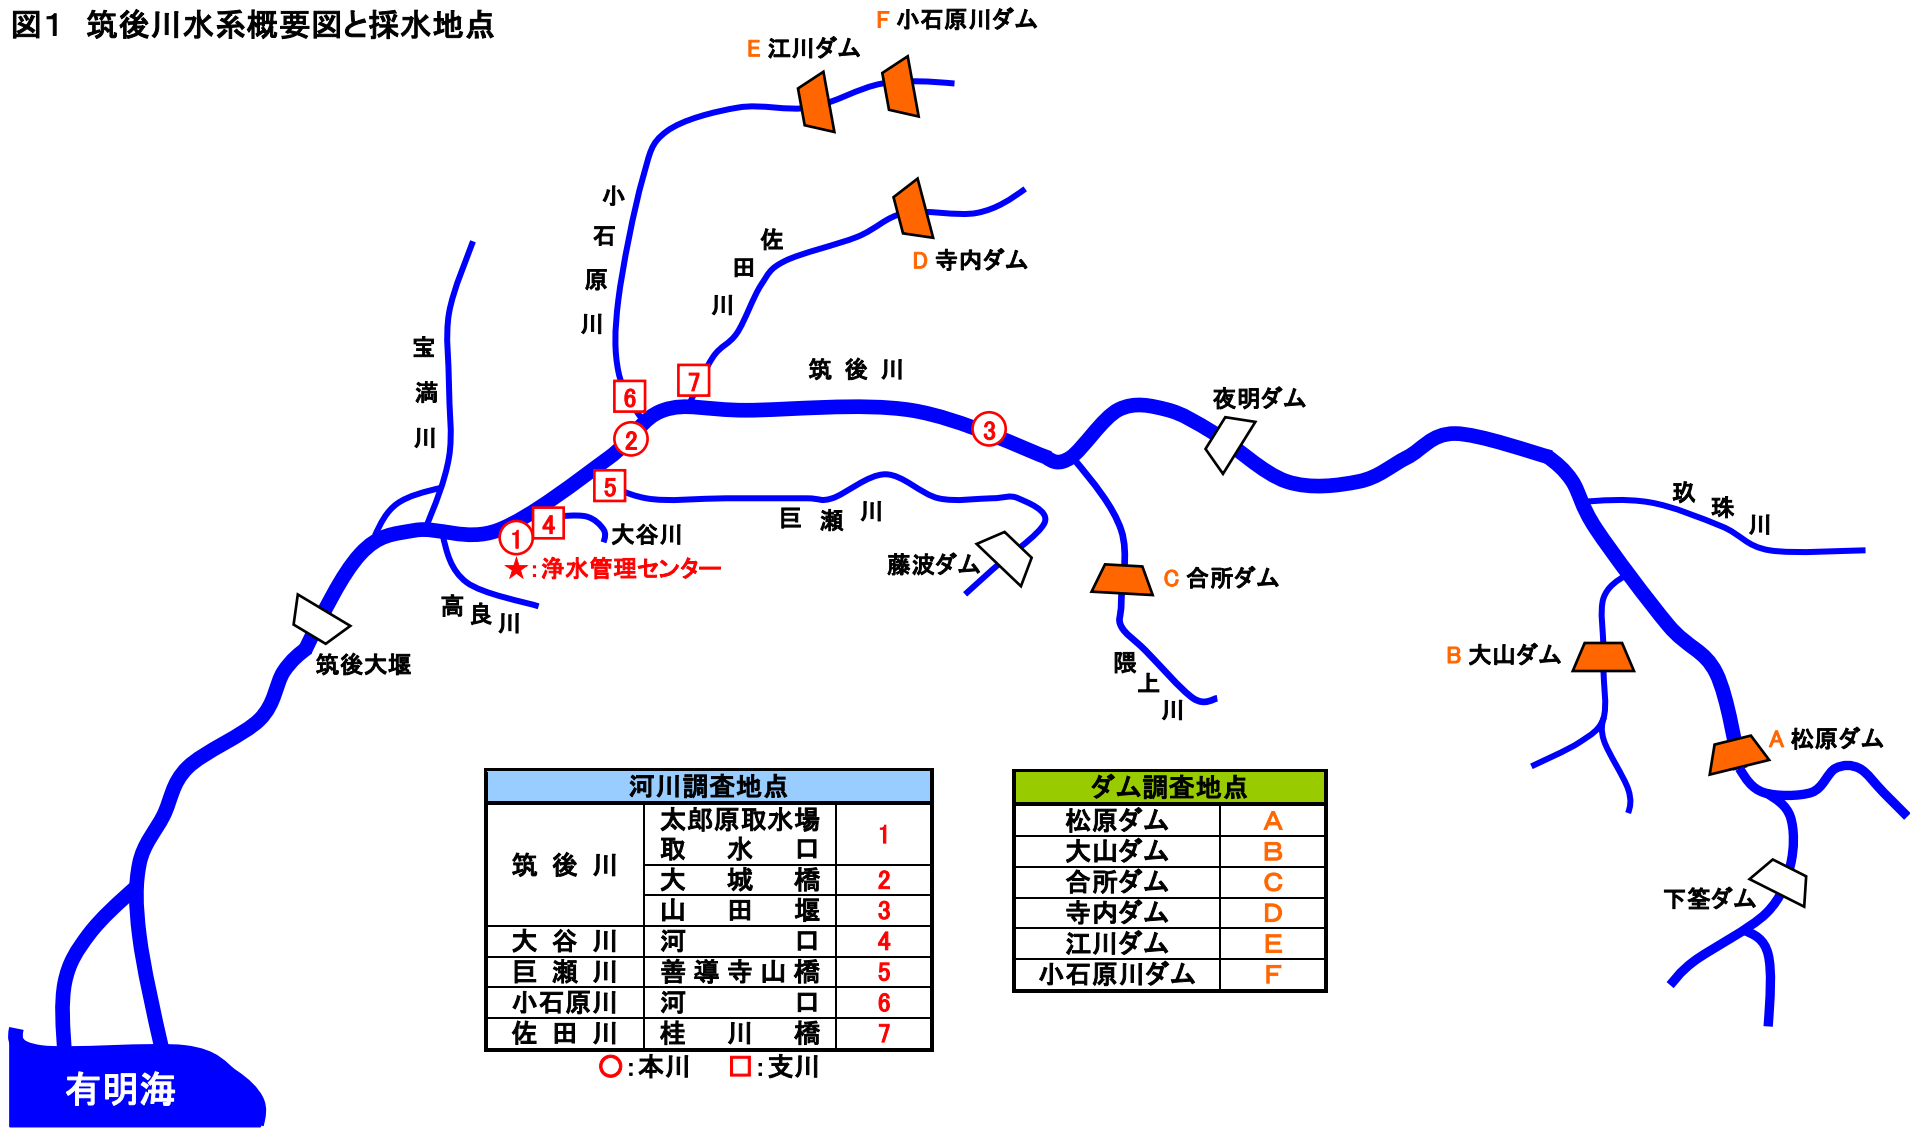 図１ 筑後川水系概要図と採水地点
F 小石原川ダム
E 江川ダム
小石原川
佐田川
D 寺内ダム
宝満川
筑後川
6
7
2
3
夜明ダム
5
巨瀬川
4
大谷川
1
★：浄水管理センター
藤波ダム
C 合所ダム
玖珠川
高良川
筑後大堰
隈上川
B 大山ダム
A 松原ダム
下筌ダム
有明海
河川調査地点
筑後川 太郎原取水場
取水口 1
大城橋 2
山田堰 3
大谷川 河口 4
巨瀬川 善導寺山橋 5
小石原川 河口 6
佐田川 桂川橋 7
○：本川 □：支川
ダム調査地点
松原ダム A
大山ダム B
合所ダム C
寺内ダム D
江川ダム E
小石原川ダム F